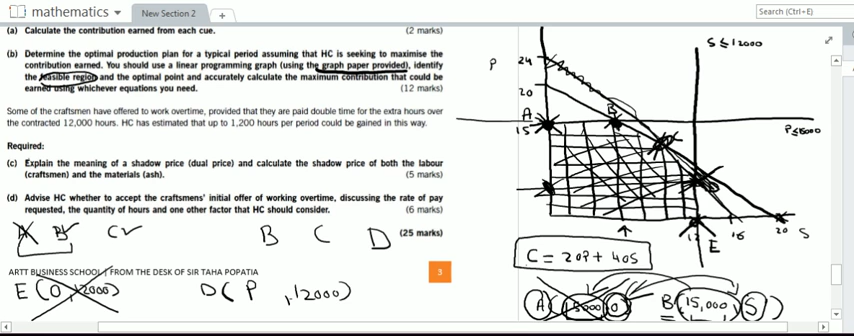 mathematics
New Section 2
+
Search (Ctrl+E)
(a) Calculate the contribution earned from each cue. (2 marks)
(b) Determine the optimal production plan for a typical period assuming that HC is seeking to maximise the
contribution earned. You should use a linear programming graph (using the graph paper provided), identify
the feasible region and the optimal point and accurately calculate the maximum contribution that could be
earned using whichever equations you need. (12 marks)
Some of the craftsmen have offered to work overtime, provided that they are paid double time for the extra hours over
the contracted 12,000 hours. HC has estimated that up to 1,200 hours per period could be gained in this way.
Required:
(c) Explain the meaning of a shadow price (dual price) and calculate the shadow price of both the labour
(craftsmen) and the materials (ash). (5 marks)
(d) Advise HC whether to accept the craftsmen's initial offer of working overtime, discussing the rate of pay
requested, the quantity of hours and one other factor that HC should consider. (6 marks)
(25 marks)
A B C B C D
ARTT BUSINESS SCHOOL, FROM THE DESK OF SIR TAHA POPATIA 3
E (0, 12000) D ( P , 12000)
S ≤ 12000
P 24
20
A B
15
P ≤ 15000
12 16 20 S
E
C = 20P + 40S
A (15000, 0) B (15,000, S)